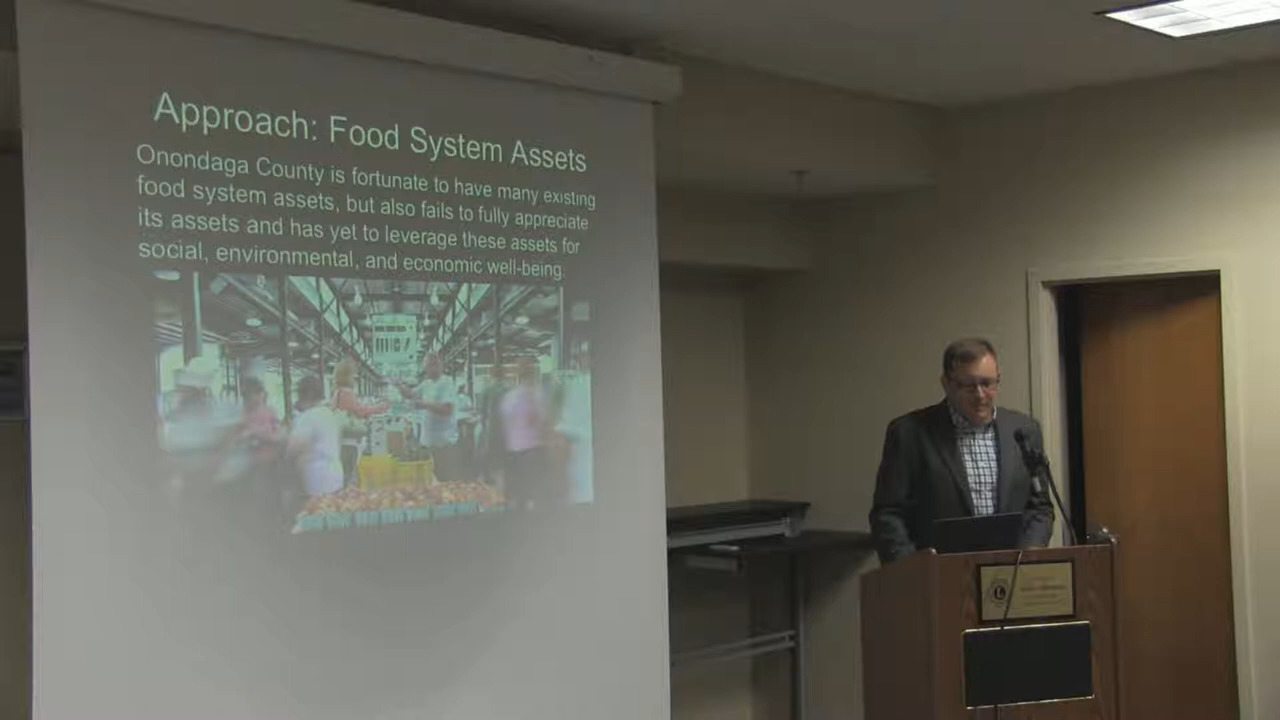 Approach: Food System Assets
Onondaga County is fortunate to have many existing
food system assets, but also fails to fully appreciate
its assets and has yet to leverage these assets for
social, environmental, and economic well-being.